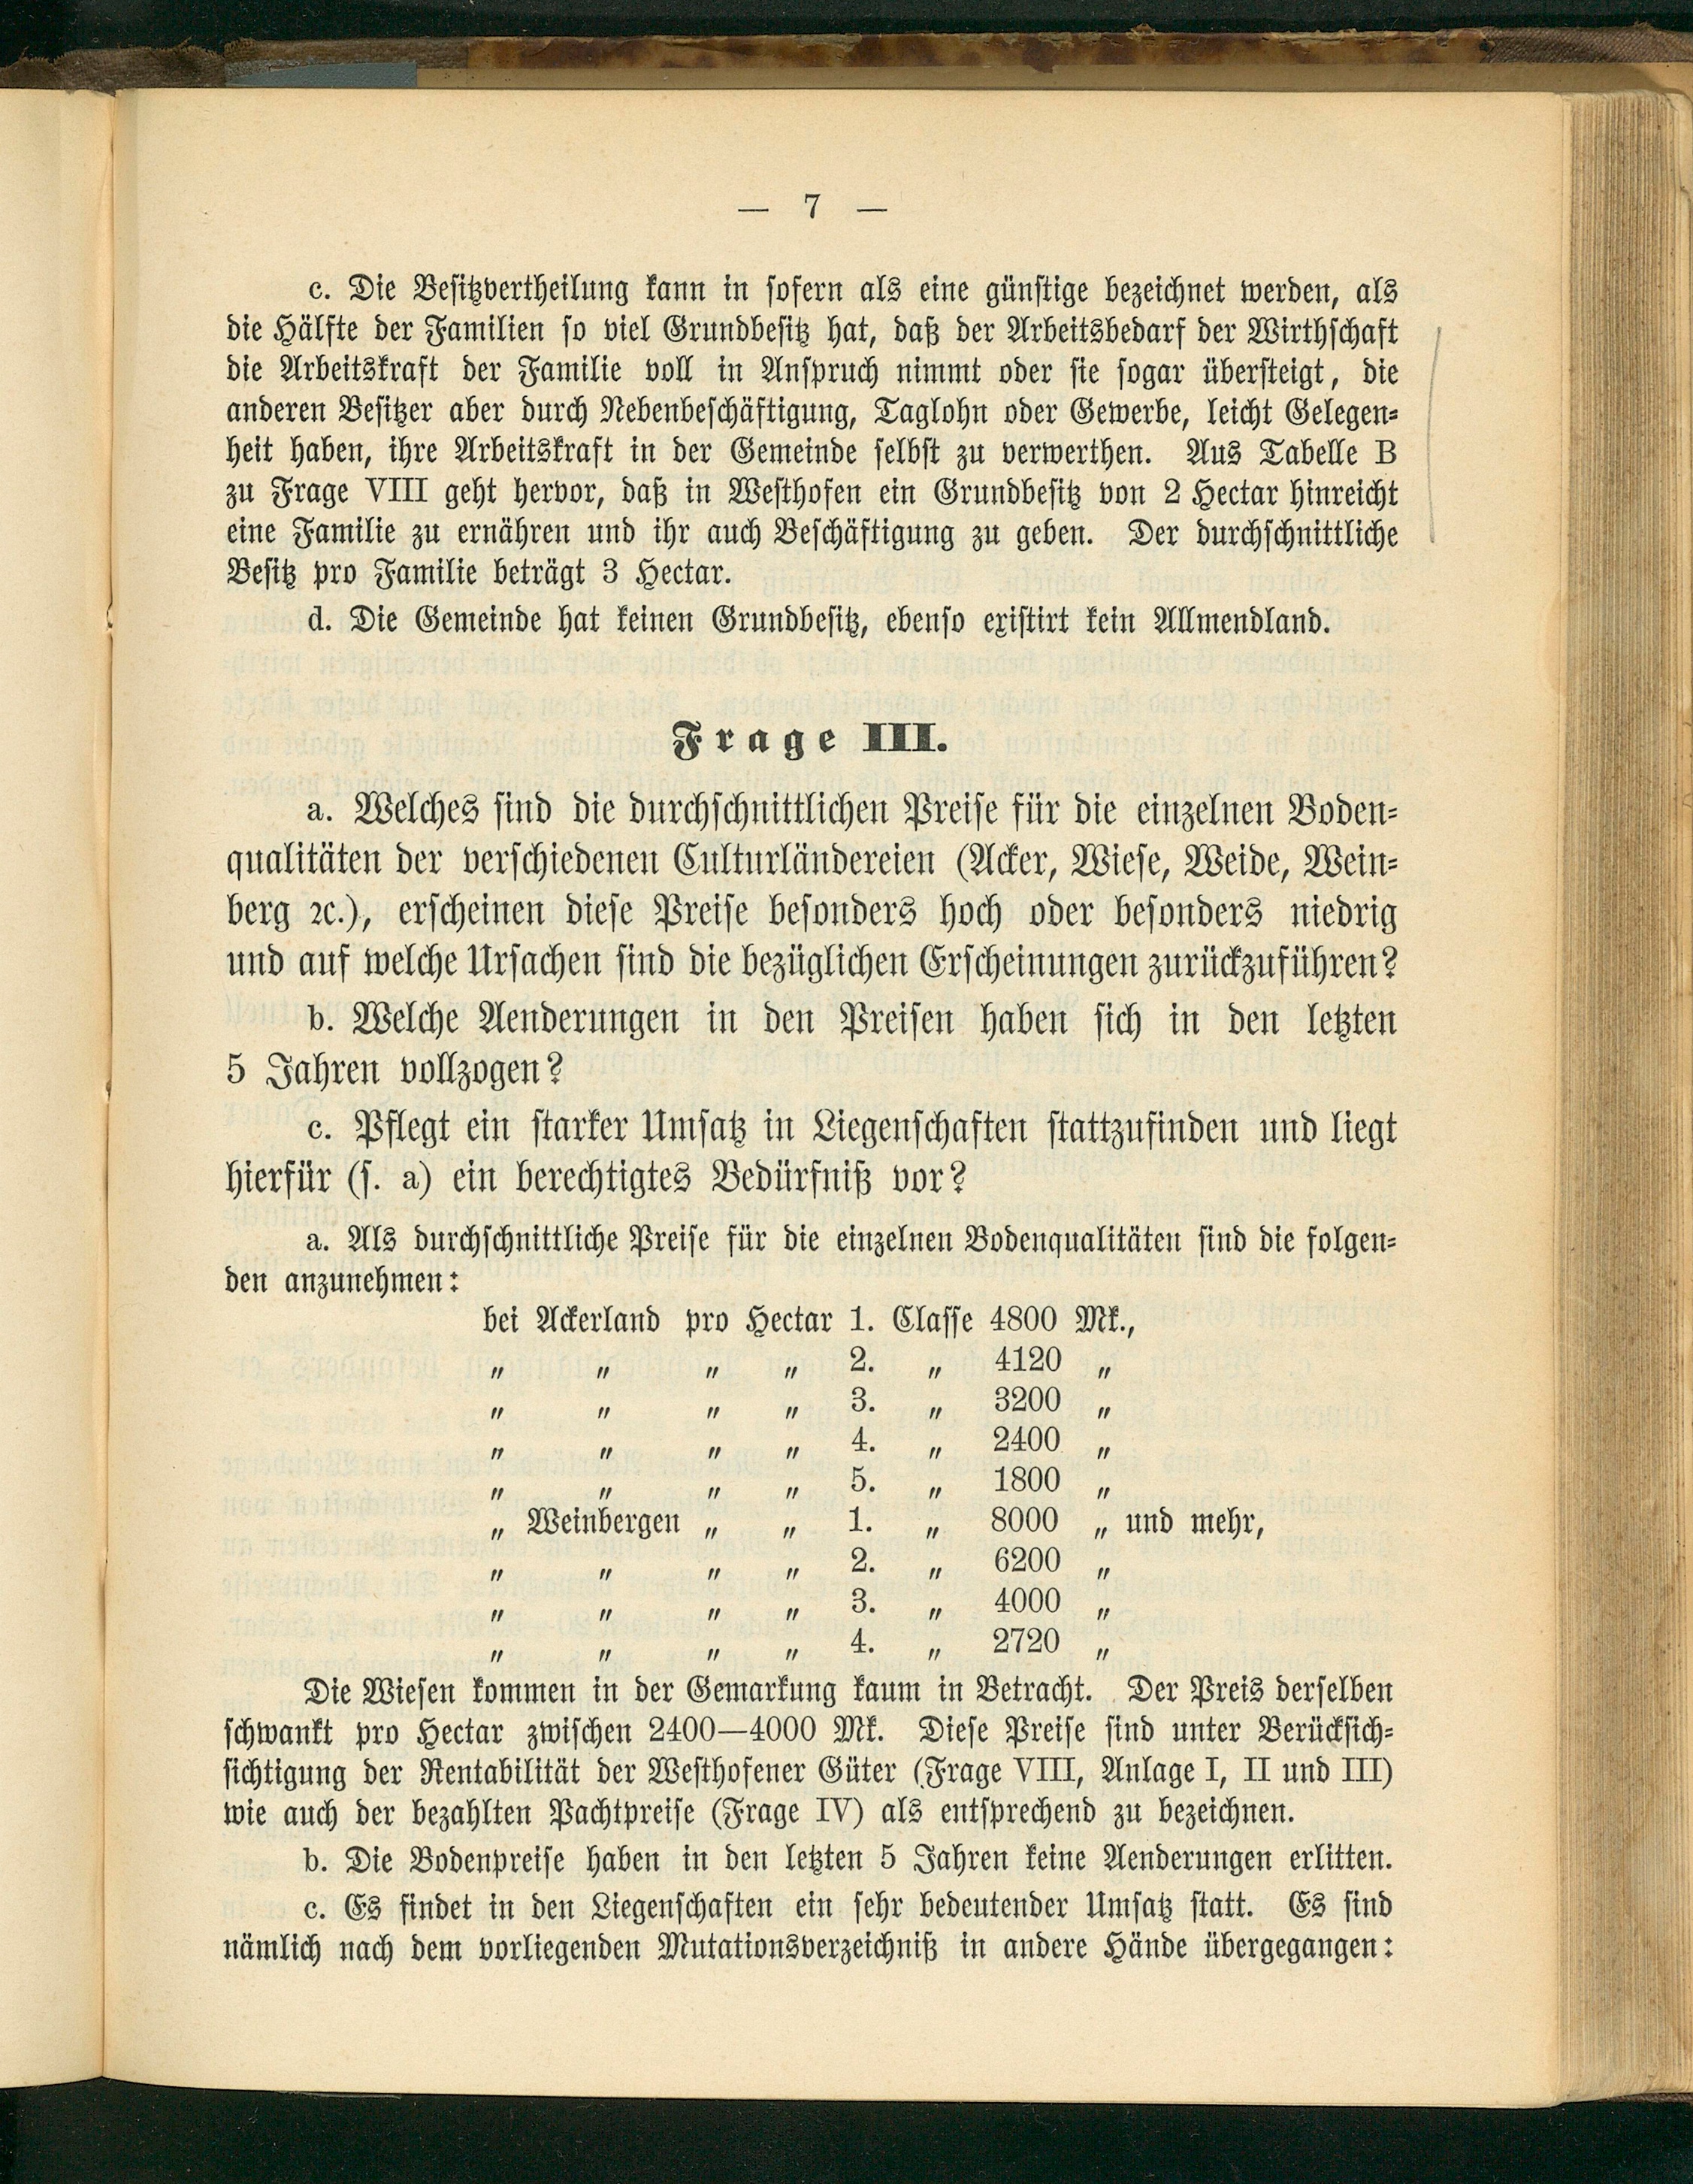 — 7 —
c. Die Besitzvertheilung kann in sofern als eine günstige bezeichnet werden, als
die Hälfte der Familien so viel Grundbesitz hat, daß der Arbeitsbedarf der Wirthschaft
die Arbeitskraft der Familie voll in Anspruch nimmt oder sie sogar übersteigt, die
anderen Besitzer aber durch Nebenbeschäftigung, Taglohn oder Gewerbe, leicht Gelegen-
heit haben, ihre Arbeitskraft in der Gemeinde selbst zu verwerthen. Aus Tabelle B
zu Frage VIII geht hervor, daß in Westhofen ein Grundbesitz von 2 Hectar hinreicht
eine Familie zu ernähren und ihr auch Beschäftigung zu geben. Der durchschnittliche
Besitz pro Familie beträgt 3 Hectar.
d. Die Gemeinde hat keinen Grundbesitz, ebenso existirt kein Allmendland.
Frage III.
a. Welches sind die durchschnittlichen Preise für die einzelnen Boden-
qualitäten der verschiedenen Culturländereien (Acker, Wiese, Weide, Wein-
berg ꝛc.), erscheinen diese Preise besonders hoch oder besonders niedrig
und auf welche Ursachen sind die bezüglichen Erscheinungen zurückzuführen?
b. Welche Aenderungen in den Preisen haben sich in den letzten
5 Jahren vollzogen?
c. Pflegt ein starker Umsatz in Liegenschaften stattzufinden und liegt
hierfür (s. a) ein berechtigtes Bedürfniß vor?
a. Als durchschnittliche Preise für die einzelnen Bodenqualitäten sind die folgen-
den anzunehmen:
bei Ackerland pro Hectar 1. Classe 4800 Mk.,
„ „ „ „ 2. „ 4120 „
„ „ „ „ 3. „ 3200 „
„ „ „ „ 4. „ 2400 „
„ „ „ „ 5. „ 1800 „
„ Weinbergen „ „ 1. „ 8000 „ und mehr,
„ „ „ „ 2. „ 6200 „
„ „ „ „ 3. „ 4000 „
„ „ „ „ 4. „ 2720 „
Die Wiesen kommen in der Gemarkung kaum in Betracht. Der Preis derselben
schwankt pro Hectar zwischen 2400—4000 Mk. Diese Preise sind unter Berücksich-
sichtigung der Rentabilität der Westhofener Güter (Frage VIII, Anlage I, II und III)
wie auch der bezahlten Pachtpreise (Frage IV) als entsprechend zu bezeichnen.
b. Die Bodenpreise haben in den letzten 5 Jahren keine Aenderungen erlitten.
c. Es findet in den Liegenschaften ein sehr bedeutender Umsatz statt. Es sind
nämlich nach dem vorliegenden Mutationsverzeichniß in andere Hände übergegangen: